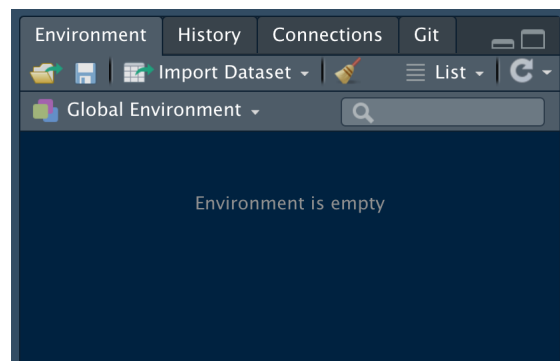 Environment History Connections Git
Import Dataset List
Global Environment
Environment is empty